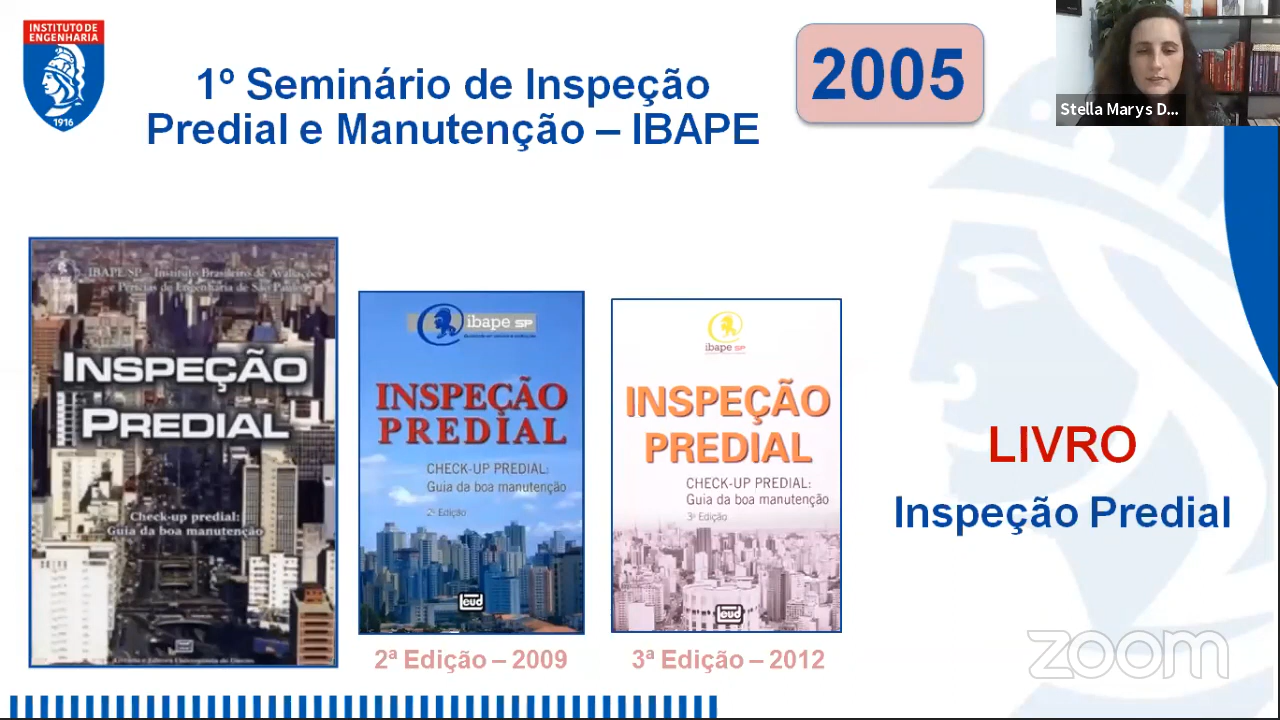 INSTITUTO DE
ENGENHARIA
1916
1º Seminário de Inspeção
Predial e Manutenção – IBAPE
2005
Stella Marys D...
IBAPE SP – Instituto Brasileiro de Avaliações
e Perícias de Engenharia de São Paulo
INSPEÇÃO
PREDIAL
Check-up predial:
Guia da boa manutenção
ibape SP
INSPEÇÃO
PREDIAL
CHECK-UP PREDIAL:
Guia da boa manutenção
2ª Edição
leud
2ª Edição – 2009
ibape SP
INSPEÇÃO
PREDIAL
CHECK-UP PREDIAL:
Guia da boa manutenção
3ª Edição
leud
3ª Edição – 2012
LIVRO
Inspeção Predial
zoom